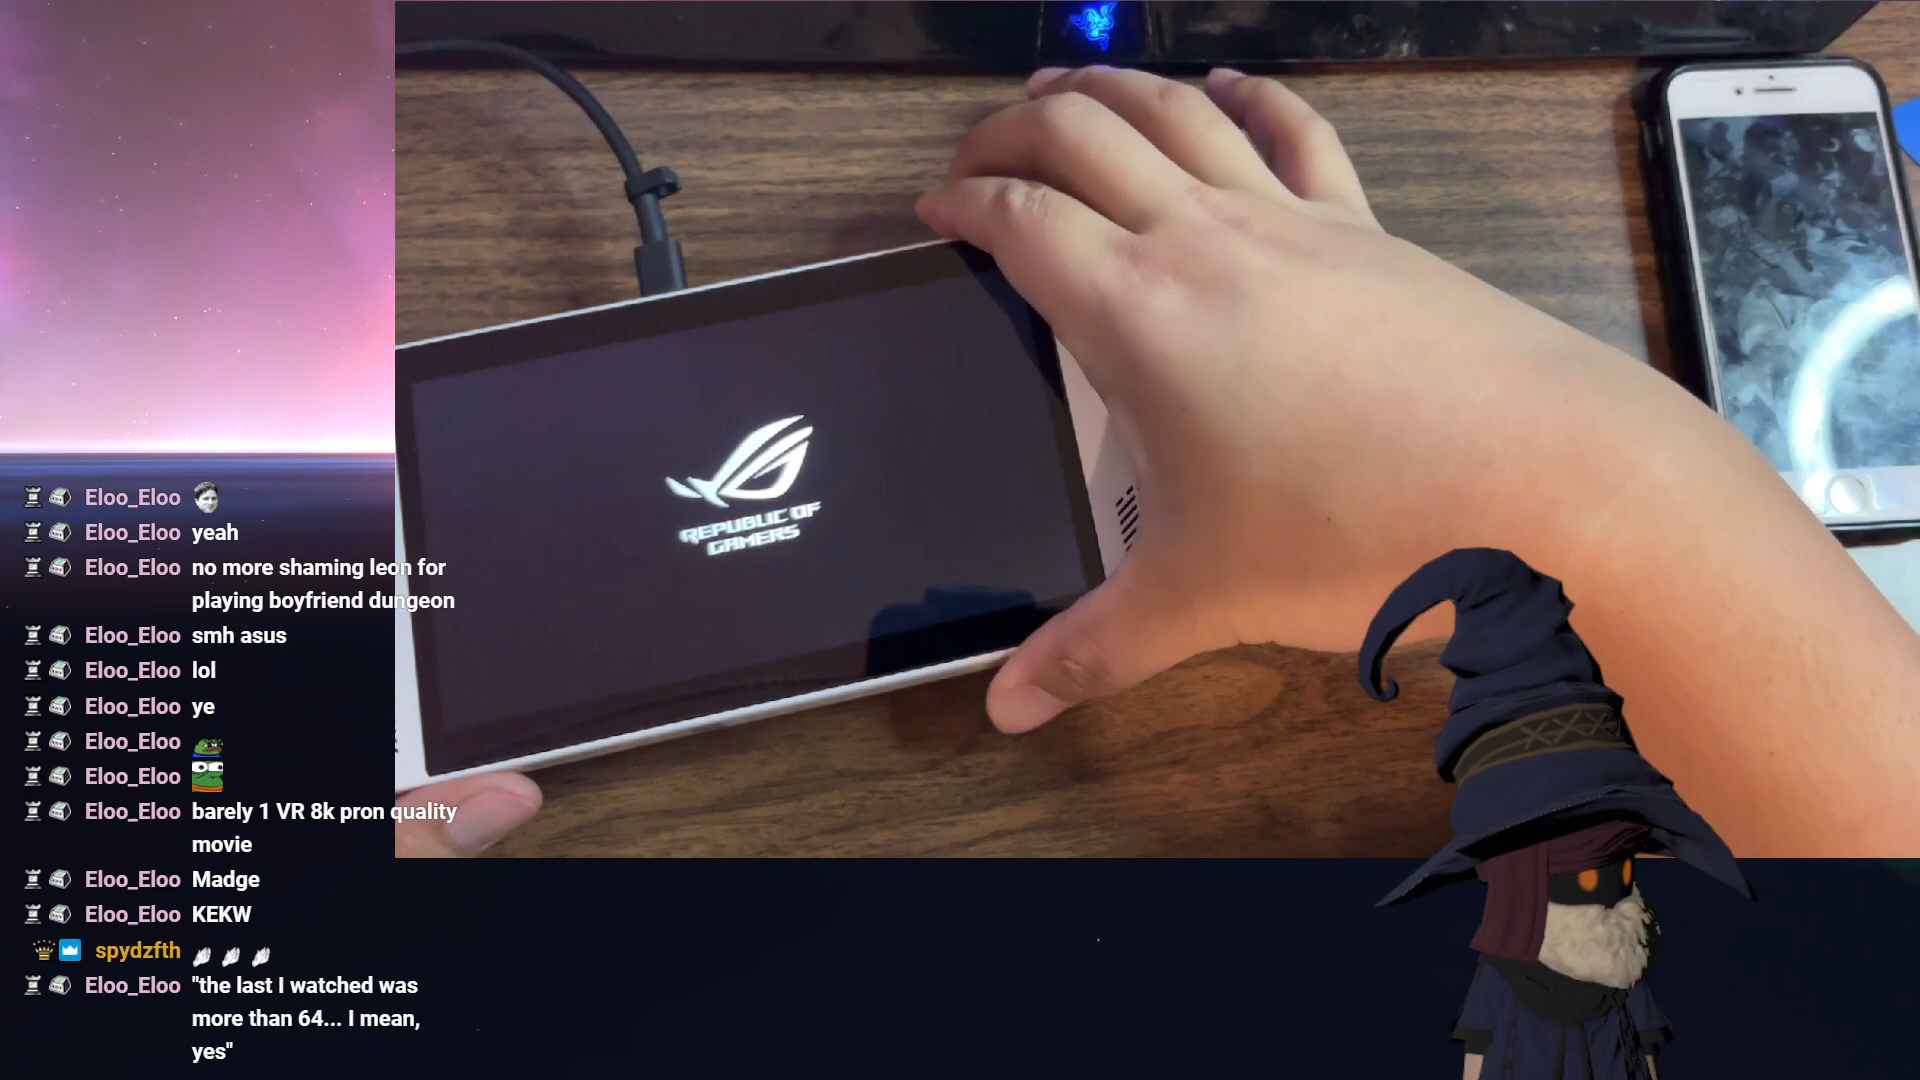 Eloo_Eloo
Eloo_Eloo yeah
Eloo_Eloo no more shaming leon for
playing boyfriend dungeon
Eloo_Eloo smh asus
Eloo_Eloo lol
Eloo_Eloo ye
Eloo_Eloo
Eloo_Eloo
Eloo_Eloo barely 1 VR 8k pron quality
movie
Eloo_Eloo Madge
Eloo_Eloo KEKW
spydzfth
Eloo_Eloo "the last I watched was
more than 64... I mean,
yes"
REPUBLIC OF
GAMERS